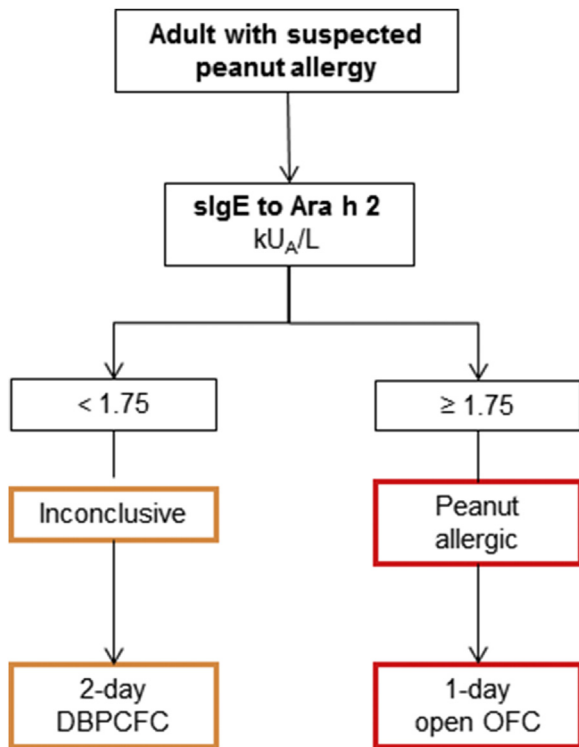 Adult with suspected
peanut allergy
sIgE to Ara h 2
kUA/L
< 1.75
≥ 1.75
Inconclusive
Peanut
allergic
2-day
DBPCFC
1-day
open OFC